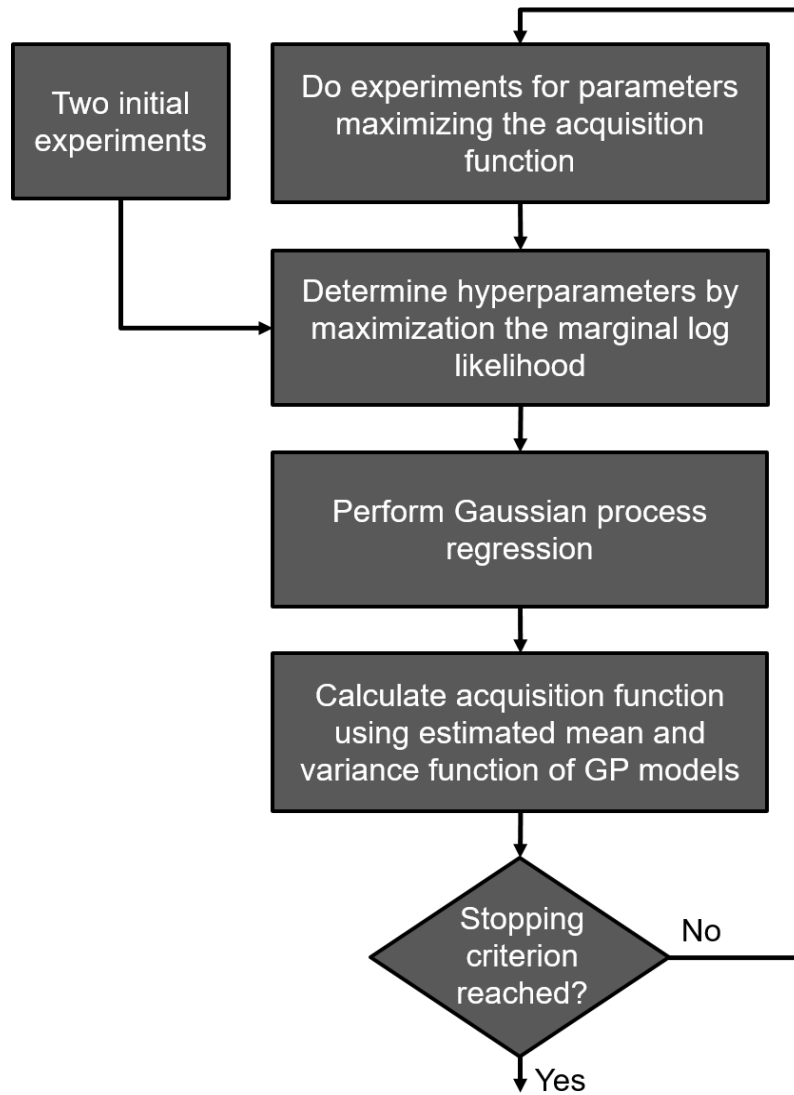 Two initial
experiments
Do experiments for parameters
maximizing the acquisition
function
Determine hyperparameters by
maximization the marginal log
likelihood
Perform Gaussian process
regression
Calculate acquisition function
using estimated mean and
variance function of GP models
Stopping
criterion
reached?
No
Yes